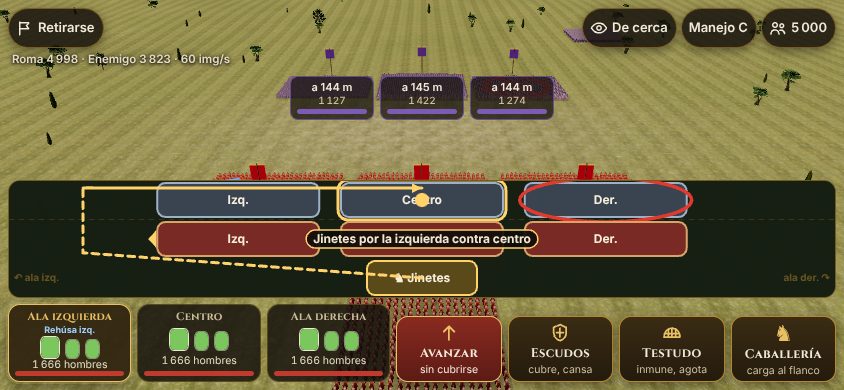 Retirarse
De cerca
Manejo C
5 000
Roma 4 998 · Enemigo 3 823 · 60 img/s
a 144 m
1 127
a 145 m
1 422
a 144 m
1 274
Izq.
Centro
Der.
Izq.
Jinetes por la izquierda contra centro
Der.
Jinetes
↶ ala izq.
ala der. ↷
Ala izquierda
Rehúsa izq.
1 666 hombres
Centro
1 666 hombres
Ala derecha
1 666 hombres
Avanzar
sin cubrirse
Escudos
cubre, cansa
Testudo
inmune, agota
Caballería
carga al flanco